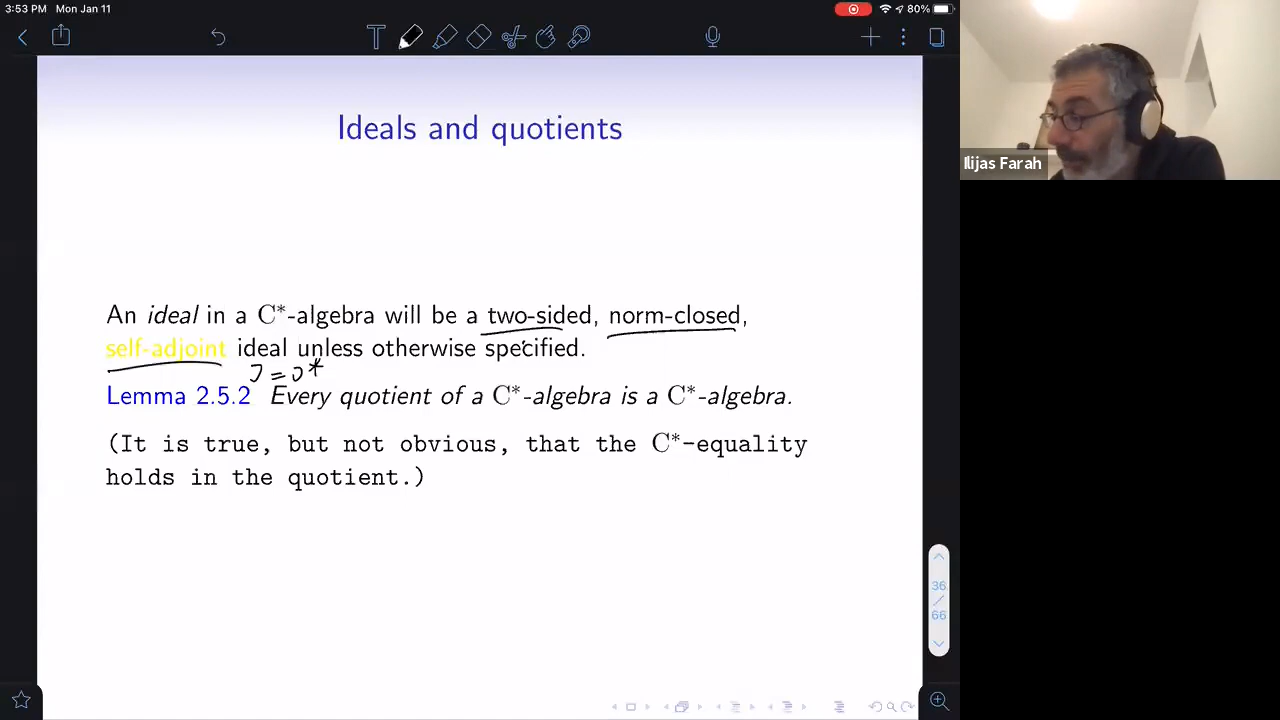 3:53 PM Mon Jan 11
80%
Ideals and quotients
An ideal in a C*-algebra will be a two-sided, norm-closed,
self-adjoint ideal unless otherwise specified.
J = J*
Lemma 2.5.2 Every quotient of a C*-algebra is a C*-algebra.
(It is true, but not obvious, that the C*-equality
holds in the quotient.)
36
66
Ilijas Farah